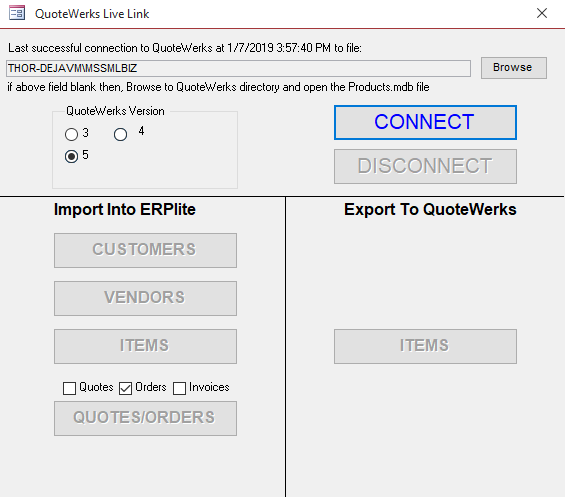 QuoteWerks Live Link
Last successful connection to QuoteWerks at 1/7/2019 3:57:40 PM to file:
THOR-DEJAVM\MSSMLBIZ
Browse
if above field blank then, Browse to QuoteWerks directory and open the Products.mdb file
QuoteWerks Version
3 4
5
CONNECT
DISCONNECT
Import Into ERPlite
CUSTOMERS
VENDORS
ITEMS
Quotes Orders Invoices
QUOTES/ORDERS
Export To QuoteWerks
ITEMS